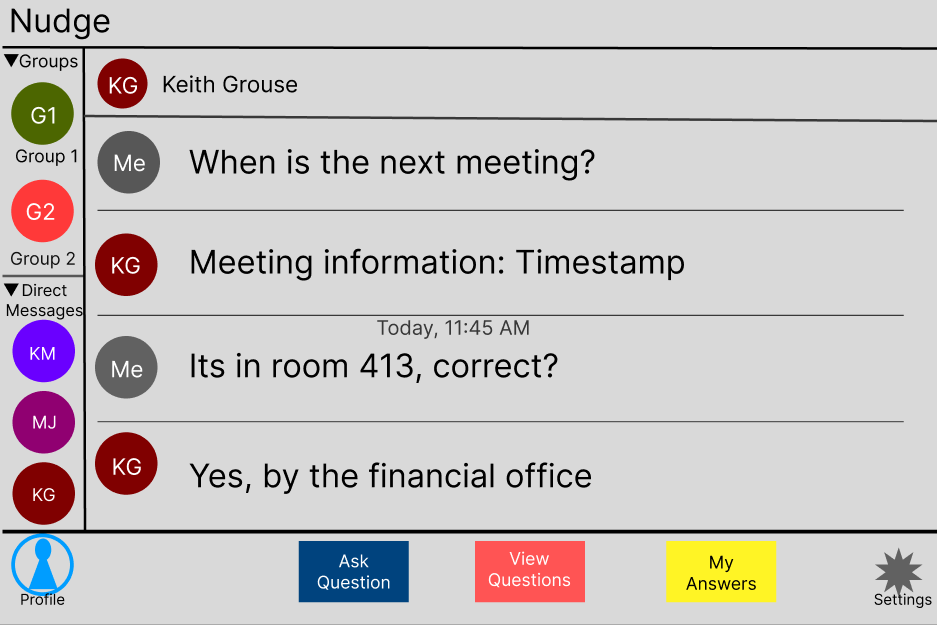 Nudge
▼Groups
G1
Group 1
G2
Group 2
▼Direct
Messages
KM
MJ
KG
KG Keith Grouse
Me When is the next meeting?
KG Meeting information: Timestamp
Today, 11:45 AM
Me Its in room 413, correct?
KG Yes, by the financial office
Profile
Ask
Question
View
Questions
My
Answers
Settings